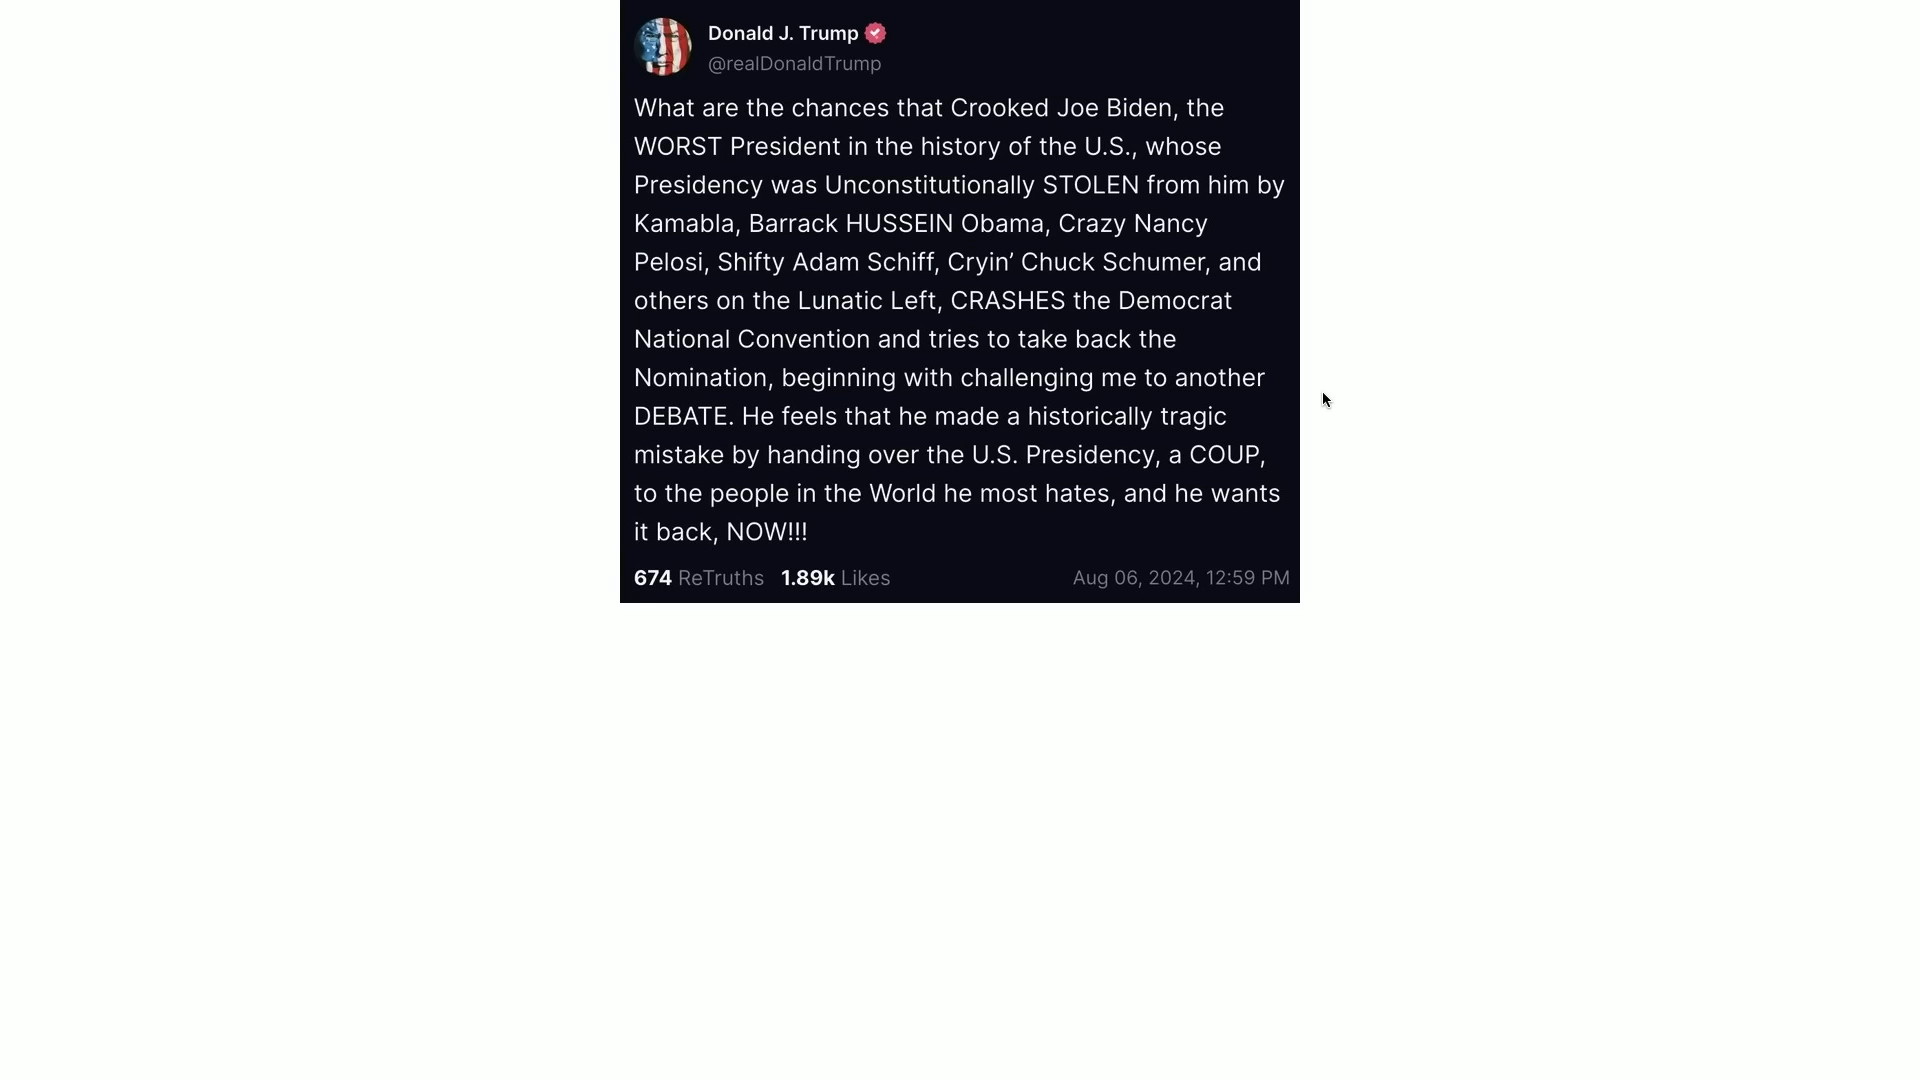 Donald J. Trump
@realDonaldTrump
What are the chances that Crooked Joe Biden, the
WORST President in the history of the U.S., whose
Presidency was Unconstitutionally STOLEN from him by
Kamabla, Barrack HUSSEIN Obama, Crazy Nancy
Pelosi, Shifty Adam Schiff, Cryin’ Chuck Schumer, and
others on the Lunatic Left, CRASHES the Democrat
National Convention and tries to take back the
Nomination, beginning with challenging me to another
DEBATE. He feels that he made a historically tragic
mistake by handing over the U.S. Presidency, a COUP,
to the people in the World he most hates, and he wants
it back, NOW!!!
674 ReTruths 1.89k Likes Aug 06, 2024, 12:59 PM